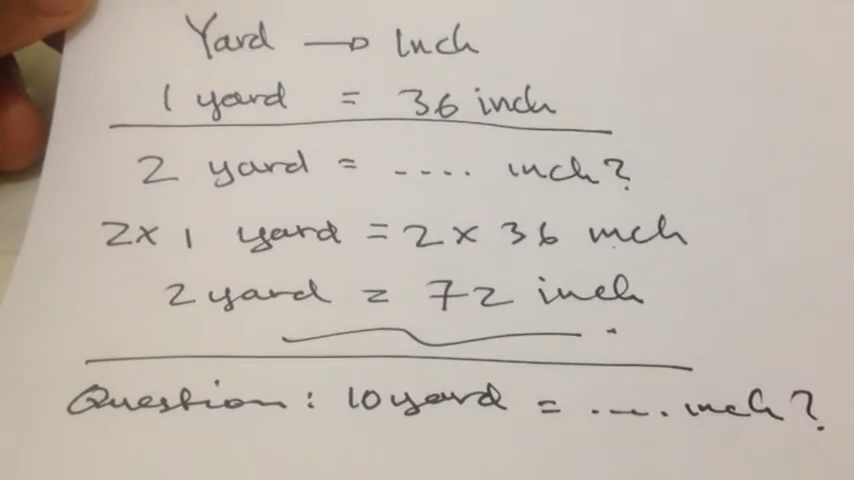 Yard → Inch
1 yard = 36 inch
2 yard = .... inch?
2x 1 yard = 2 x 36 inch
2 yard = 72 inch
Question: 10 yard = .... inch?